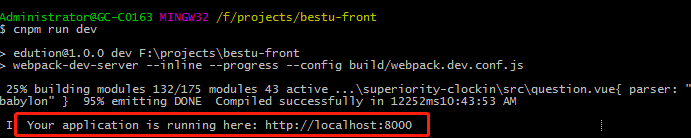 Administrator@GC-C0163 MINGW32 /f/projects/bestu-front
$ cnpm run dev
> edution@1.0.0 dev F:\projects\bestu-front
> webpack-dev-server --inline --progress --config build/webpack.dev.conf.js
25% building modules 132/175 modules 43 active ...\superiority-clockin\src\question.vue{ parser: "
babylon" }  95% emitting DONE  Compiled successfully in 12252ms10:43:53 AM
I  Your application is running here: http://localhost:8000